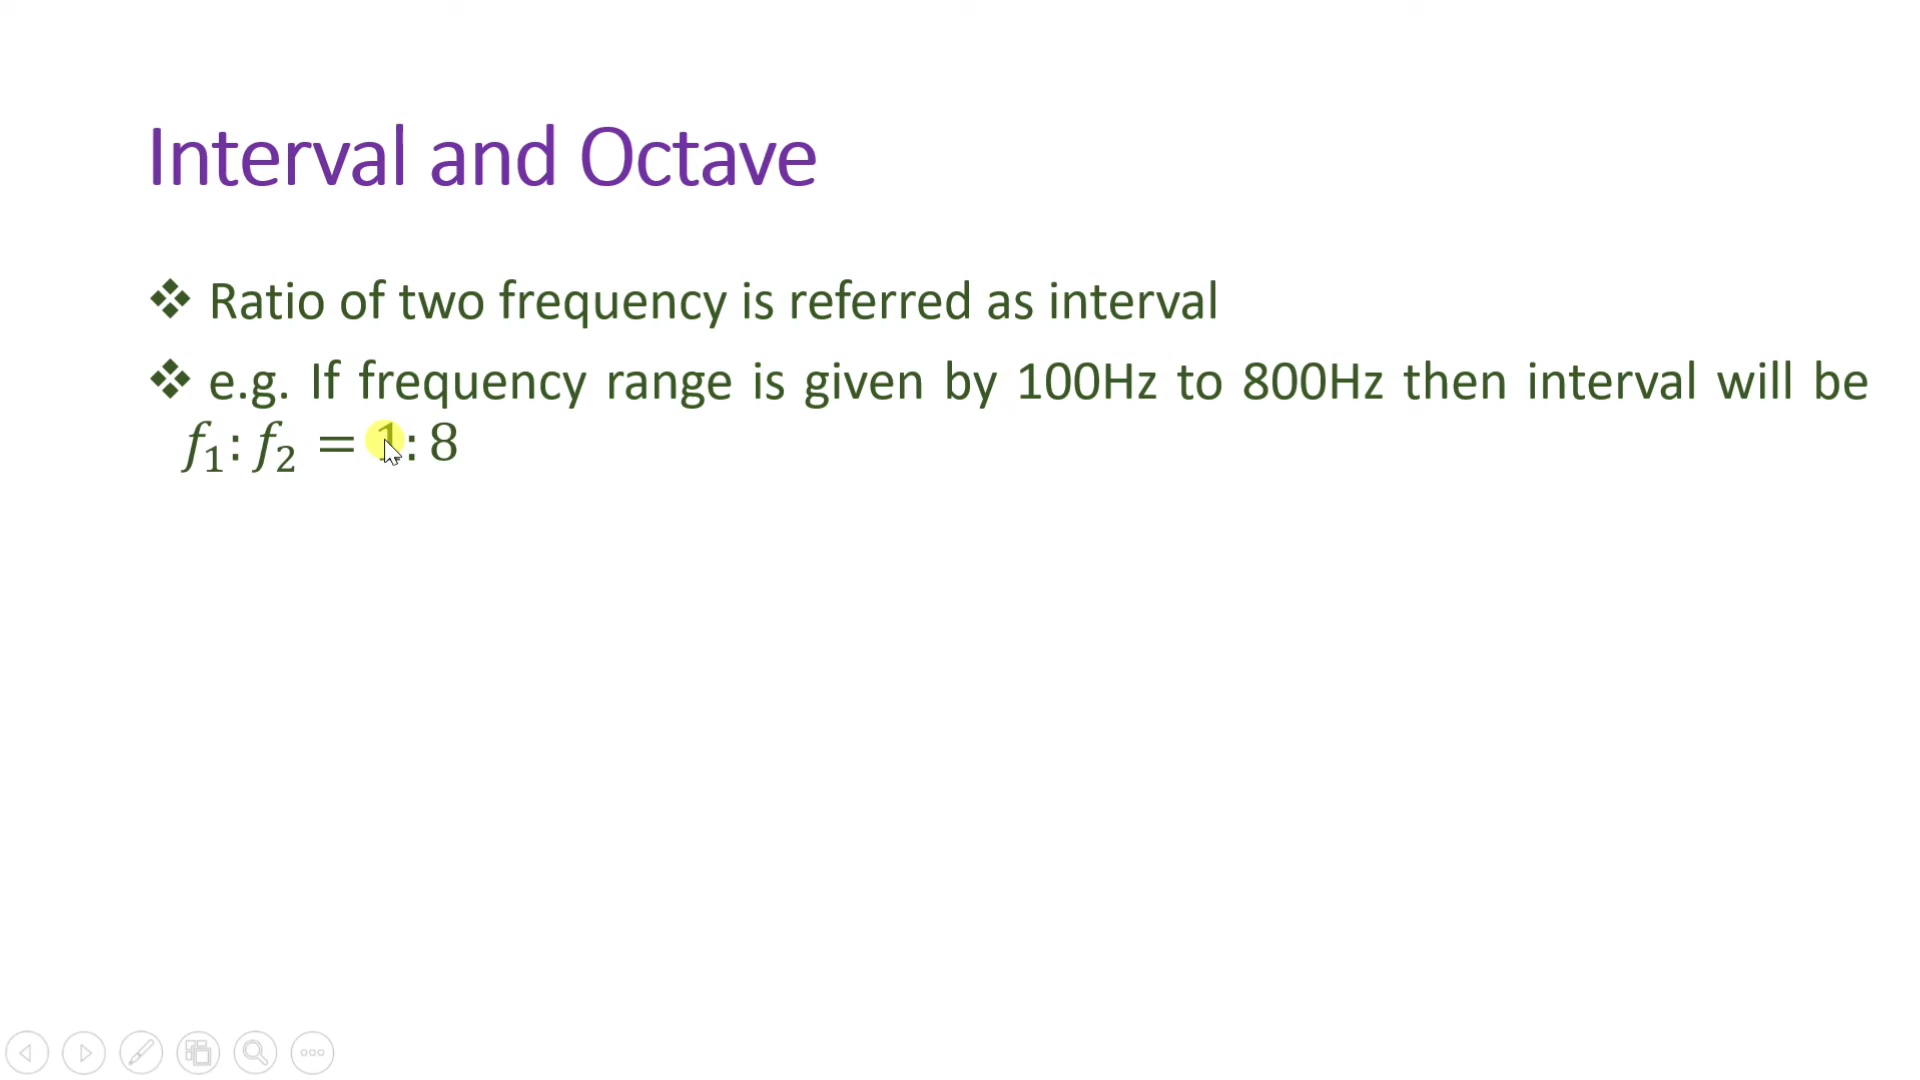 Interval and Octave
❖ Ratio of two frequency is referred as interval
❖ e.g. If frequency range is given by 100Hz to 800Hz then interval will be
f₁: f₂ = 1: 8